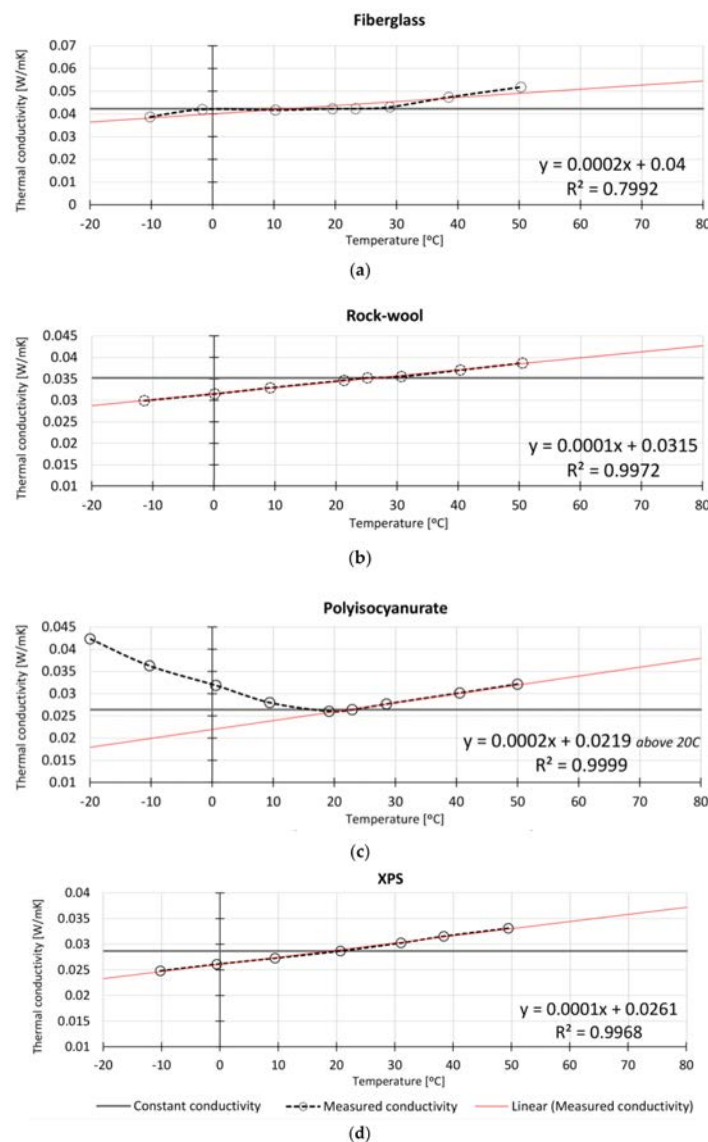 Fiberglass
Thermal conductivity [W/mK]
0.07
0.06
0.05
0.04
0.03
0.02
0.01
0
y = 0.0002x + 0.04
R² = 0.7992
-20 -10 0 10 20 30 40 50 60 70 80
Temperature [ºC]
(a)
Rock-wool
Thermal conductivity [W/mK]
0.045
0.04
0.035
0.03
0.025
0.02
0.015
0.01
y = 0.0001x + 0.0315
R² = 0.9972
-20 -10 0 10 20 30 40 50 60 70 80
Temperature [ºC]
(b)
Polyisocyanurate
Thermal conductivity [W/mK]
0.045
0.04
0.035
0.03
0.025
0.02
0.015
0.01
y = 0.0002x + 0.0219 above 20C
R² = 0.9999
-20 -10 0 10 20 30 40 50 60 70 80
Temperature [ºC]
(c)
XPS
Thermal conductivity [W/mK]
0.04
0.035
0.03
0.025
0.02
0.015
0.01
y = 0.0001x + 0.0261
R² = 0.9968
-20 -10 0 10 20 30 40 50 60 70 80
Constant conductivity Measured conductivity Linear (Measured conductivity)
(d)